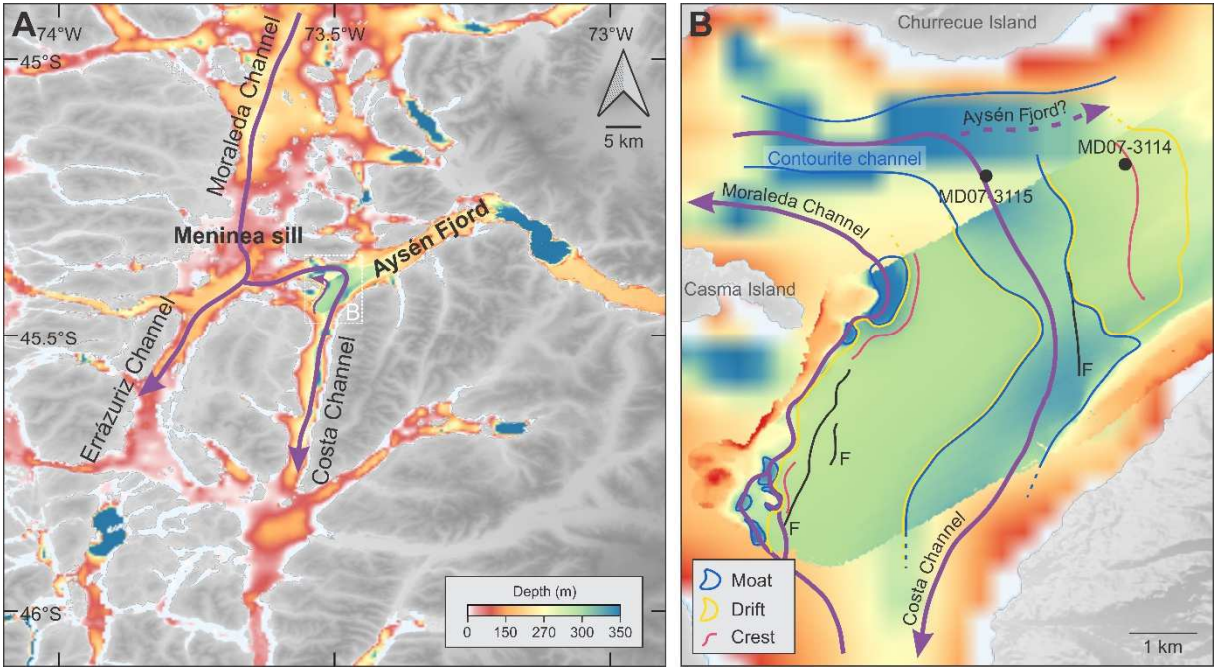 A
74°W
73.5°W
73°W
45°S
Moraleda Channel
5 km
Meninea sill
Aysén Fjord
B
45°5°S
Errázuriz Channel
Costa Channel
Depth (m)
0 150 270 300 350
46°S
B
Churrecue Island
Aysén Fjord?
MD07-3114
Contourite channel
MD07-3115
Moraleda Channel
Casma Island
F
F
F
Costa Channel
Moat
Drift
Crest
1 km